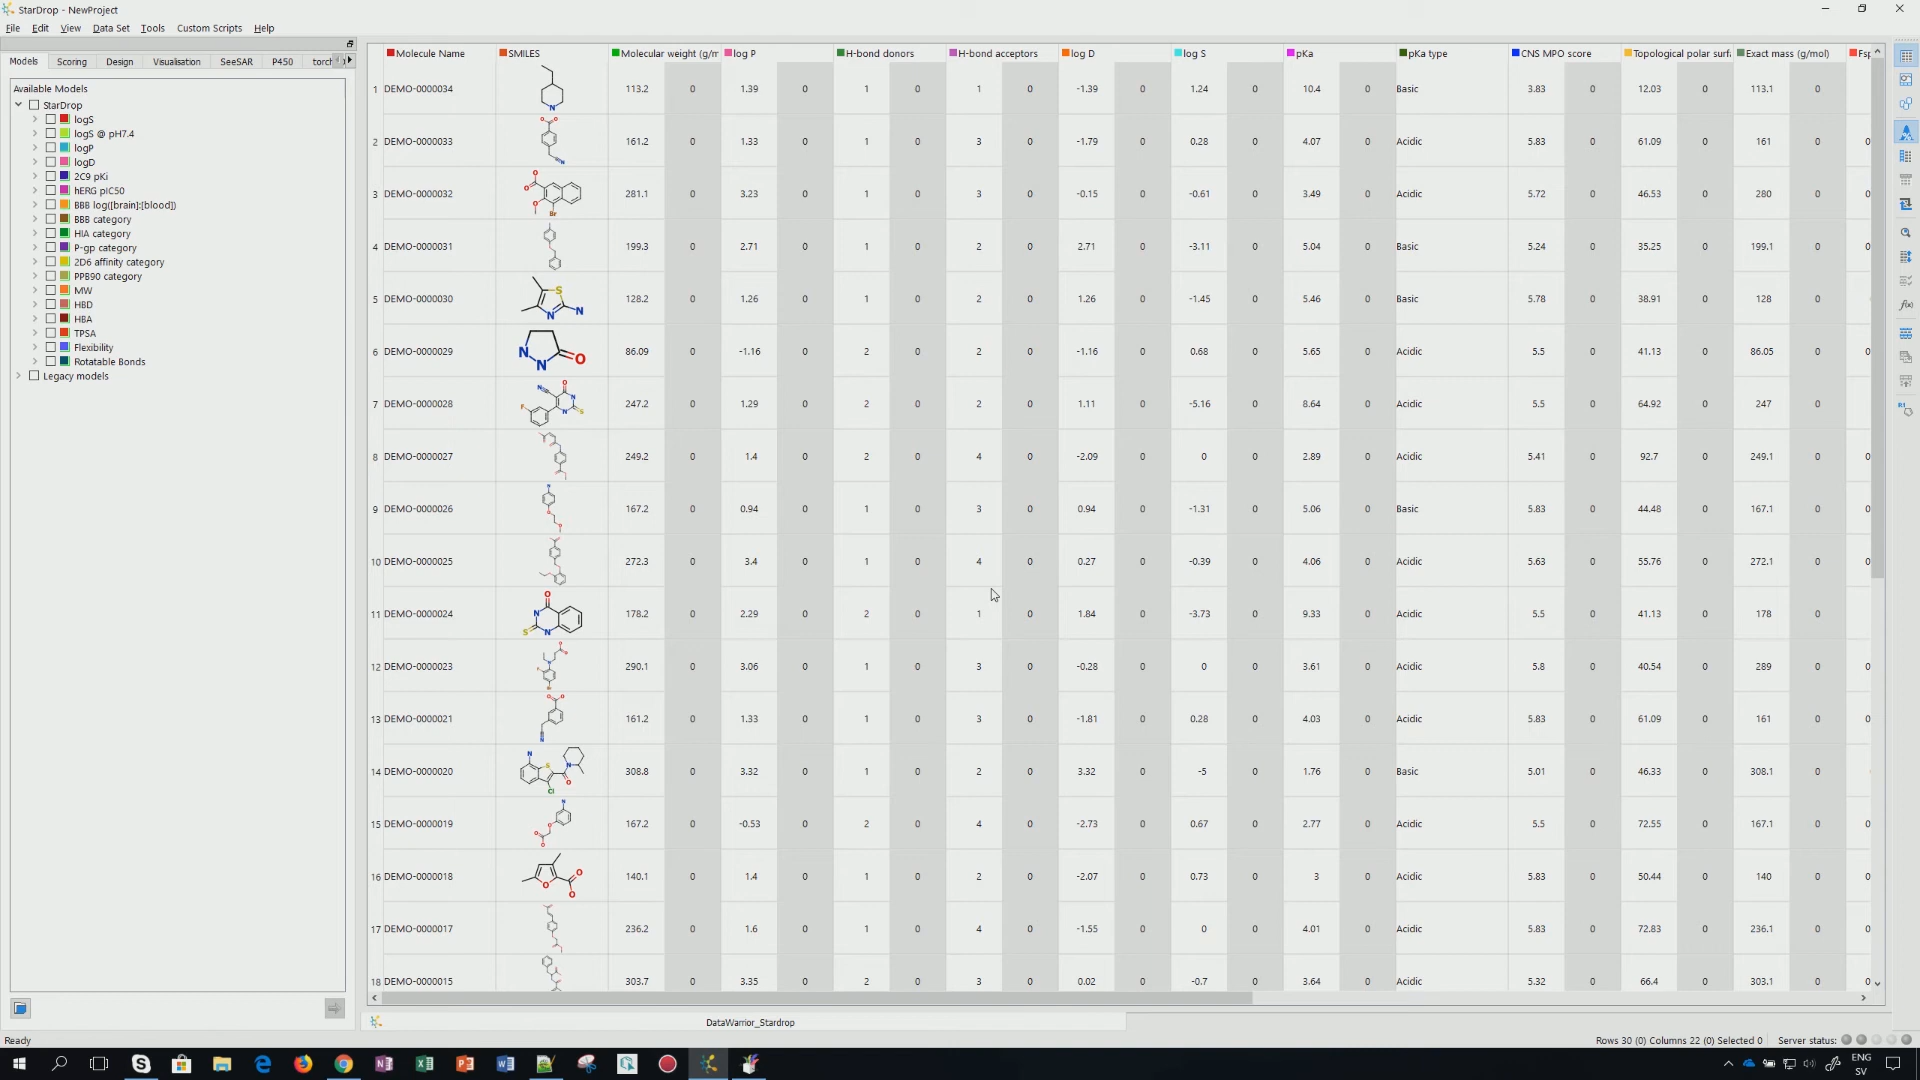 StarDrop - NewProject
File Edit View Data Set Tools Custom Scripts Help
Models Scoring Design Visualisation SeeSAR P450 torch
Available Models
StarDrop
logS
logS @ pH7.4
logP
logD
2C9 pKi
hERG pIC50
BBB log([brain]:[blood])
BBB category
HIA category
P-gp category
2D6 affinity category
PPB90 category
MW
HBD
HBA
TPSA
Flexibility
Rotatable Bonds
Legacy models
Molecule Name SMILES Molecular weight (g/m log P H-bond donors H-bond acceptors log D log S pKa pKa type CNS MPO score Topological polar surfa Exact mass (g/mol) Fsp
1 DEMO-0000034 N 113.2 0 1.39 0 1 0 1 0 -1.39 0 1.24 0 10.4 0 Basic 3.83 0 12.03 0 113.1 0
2 DEMO-0000033 161.2 0 1.33 0 1 0 3 0 -1.79 0 0.28 0 4.07 0 Acidic 5.83 0 61.09 0 161 0 0
3 DEMO-0000032 O O O Br 281.1 0 3.23 0 1 0 3 0 -0.15 0 -0.61 0 3.49 0 Acidic 5.72 0 46.53 0 280 0 0
4 DEMO-0000031 199.3 0 2.71 0 1 0 2 0 2.71 0 -3.11 0 5.04 0 Basic 5.24 0 35.25 0 199.1 0 0
5 DEMO-0000030 S N N 128.2 0 1.26 0 1 0 2 0 1.26 0 -1.45 0 5.46 0 Basic 5.78 0 38.91 0 128 0
6 DEMO-0000029 N N O 86.09 0 -1.16 0 2 0 2 0 -1.16 0 0.68 0 5.65 0 Acidic 5.5 0 41.13 0 86.05 0 0
7 DEMO-0000028 N O N F N S 247.2 0 1.29 0 2 0 2 0 1.11 0 -5.16 0 8.64 0 Acidic 5.5 0 64.92 0 247 0
8 DEMO-0000027 249.2 0 1.4 0 2 0 4 0 -2.09 0 0 0 2.89 0 Acidic 5.41 0 92.7 0 249.1 0 0
9 DEMO-0000026 167.2 0 0.94 0 1 0 3 0 0.94 0 -1.31 0 5.06 0 Basic 5.83 0 44.48 0 167.1 0 0
10 DEMO-0000025 272.3 0 3.4 0 1 0 4 0 0.27 0 -0.39 0 4.06 0 Acidic 5.63 0 55.76 0 272.1 0 0
11 DEMO-0000024 O N S N 178.2 0 2.29 0 2 0 1 0 1.84 0 -3.73 0 9.33 0 Acidic 5.5 0 41.13 0 178 0
12 DEMO-0000023 290.1 0 3.06 0 1 0 3 0 -0.28 0 0 0 3.61 0 Acidic 5.8 0 40.54 0 289 0 0
13 DEMO-0000021 161.2 0 1.33 0 1 0 3 0 -1.81 0 0.28 0 4.03 0 Acidic 5.83 0 61.09 0 161 0 0
14 DEMO-0000020 N S N O Cl 308.8 0 3.32 0 1 0 2 0 3.32 0 -5 0 1.76 0 Basic 5.01 0 46.33 0 308.1 0
15 DEMO-0000019 167.2 0 -0.53 0 2 0 4 0 -2.73 0 0.67 0 2.77 0 Acidic 5.5 0 72.55 0 167.1 0 0
16 DEMO-0000018 O O O 140.1 0 1.4 0 1 0 2 0 -2.07 0 0.73 0 3 0 Acidic 5.83 0 50.44 0 140 0 0
17 DEMO-0000017 236.2 0 1.6 0 1 0 4 0 -1.55 0 0 0 4.01 0 Acidic 5.83 0 72.83 0 236.1 0 0
18 DEMO-0000015 303.7 0 3.35 0 2 0 3 0 0.02 0 -0.7 0 3.64 0 Acidic 5.32 0 66.4 0 303.1 0 0
DataWarrior_Stardrop
Ready Rows 30 (0) Columns 22 (0) Selected 0 Server status:
ENG
SV